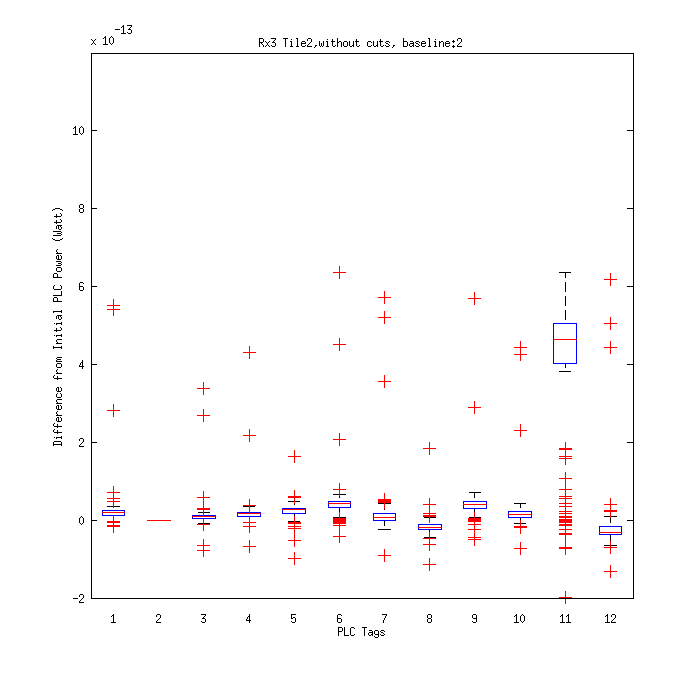 x 10-13
Rx3 Tile2,without cuts, baseline:2
Difference from Initial PLC Power (Watt)
10
8
6
4
2
0
-2
1 2 3 4 5 6 7 8 9 10 11 12
PLC Tags